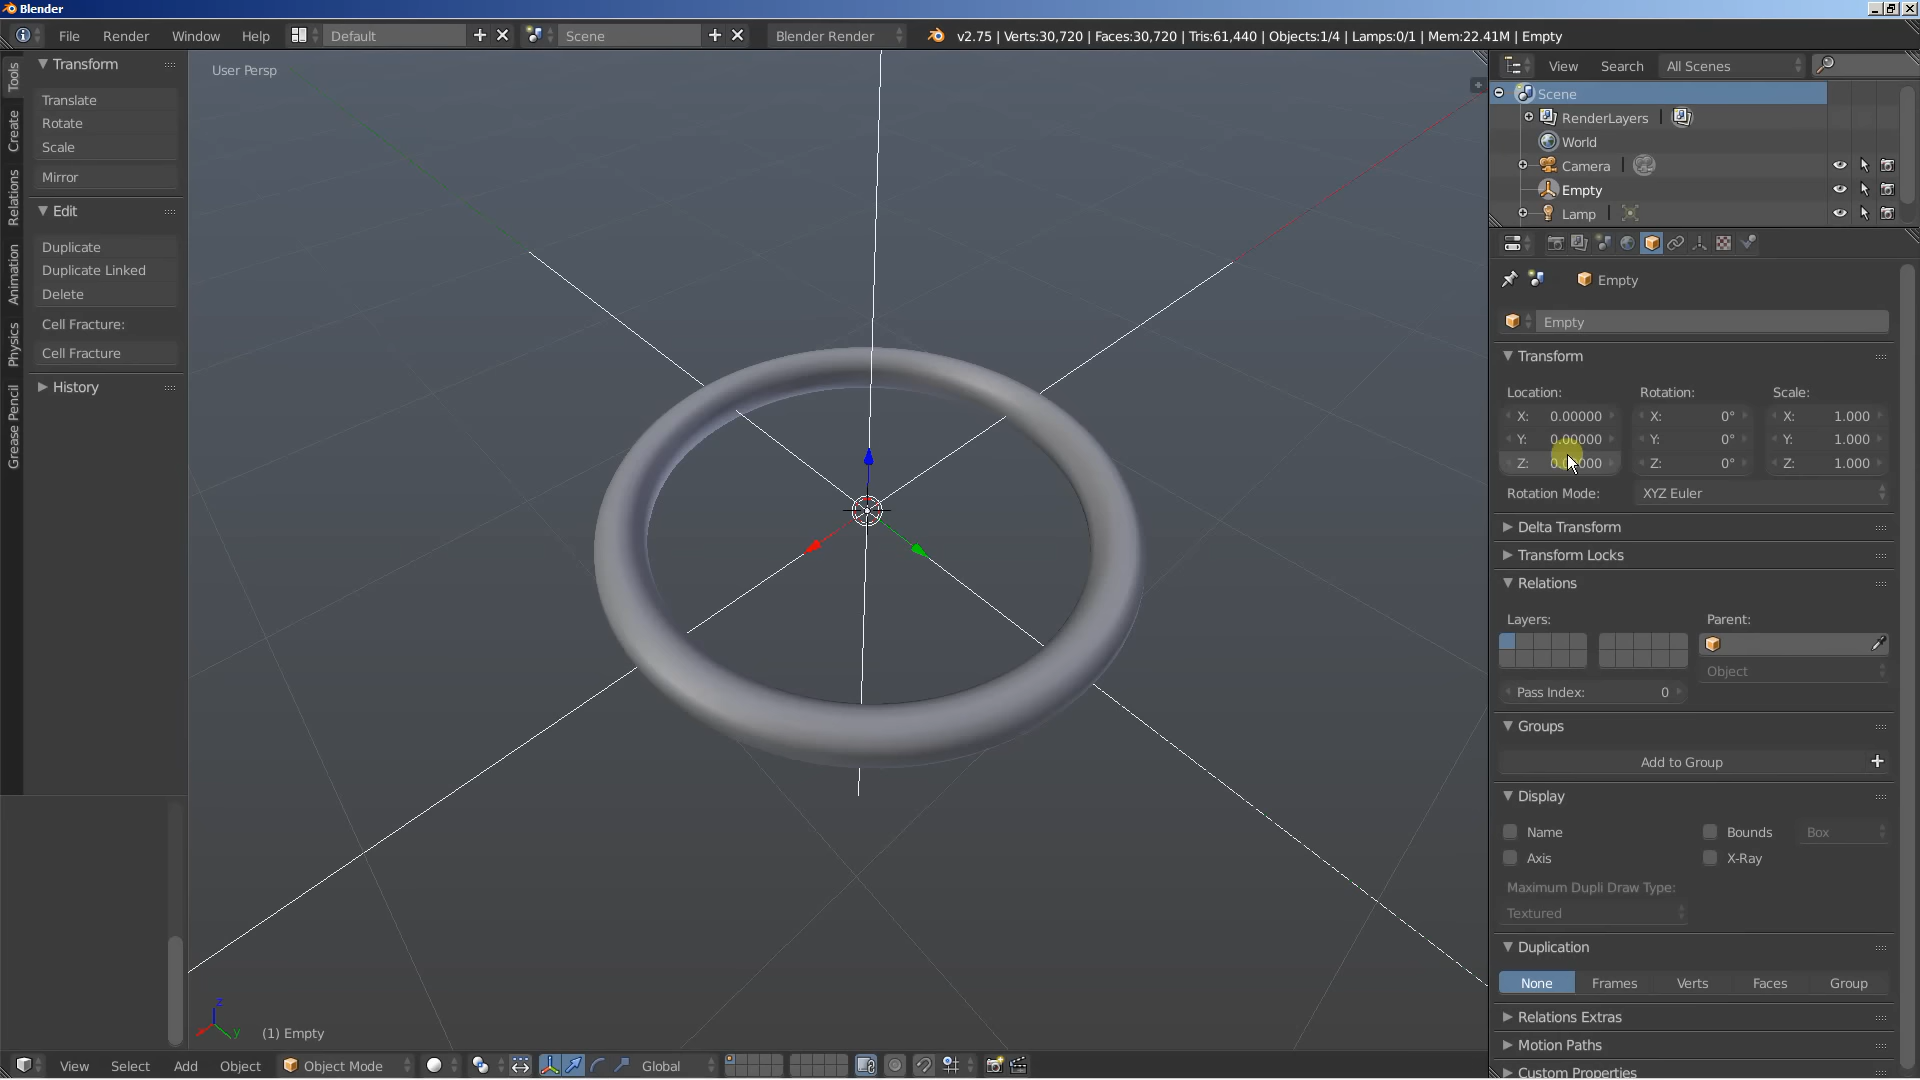 Blender
File Render Window Help Default Scene Blender Render v2.75 | Verts:30,720 | Faces:30,720 | Tris:61,440 | Objects:1/4 | Lamps:0/1 | Mem:22.41M | Empty
Tools
Create
Relations
Animation
Physics
Grease Pencil
Transform
Translate
Rotate
Scale
Mirror
Edit
Duplicate
Duplicate Linked
Delete
Cell Fracture:
Cell Fracture
History
User Persp
z
y
(1) Empty
View Select Add Object Object Mode Global
View Search All Scenes
Scene
RenderLayers |
World
Camera |
Empty
Lamp |
Empty
Empty
Transform
Location: Rotation: Scale:
X: 0.00000 X: 0° X: 1.000
Y: 0.00000 Y: 0° Y: 1.000
Z: 0.00000 Z: 0° Z: 1.000
Rotation Mode: XYZ Euler
Delta Transform
Transform Locks
Relations
Layers: Parent:
Object
Pass Index: 0
Groups
Add to Group
Display
Name Bounds Box
Axis X-Ray
Maximum Dupli Draw Type:
Textured
Duplication
None Frames Verts Faces Group
Relations Extras
Motion Paths
Custom Properties